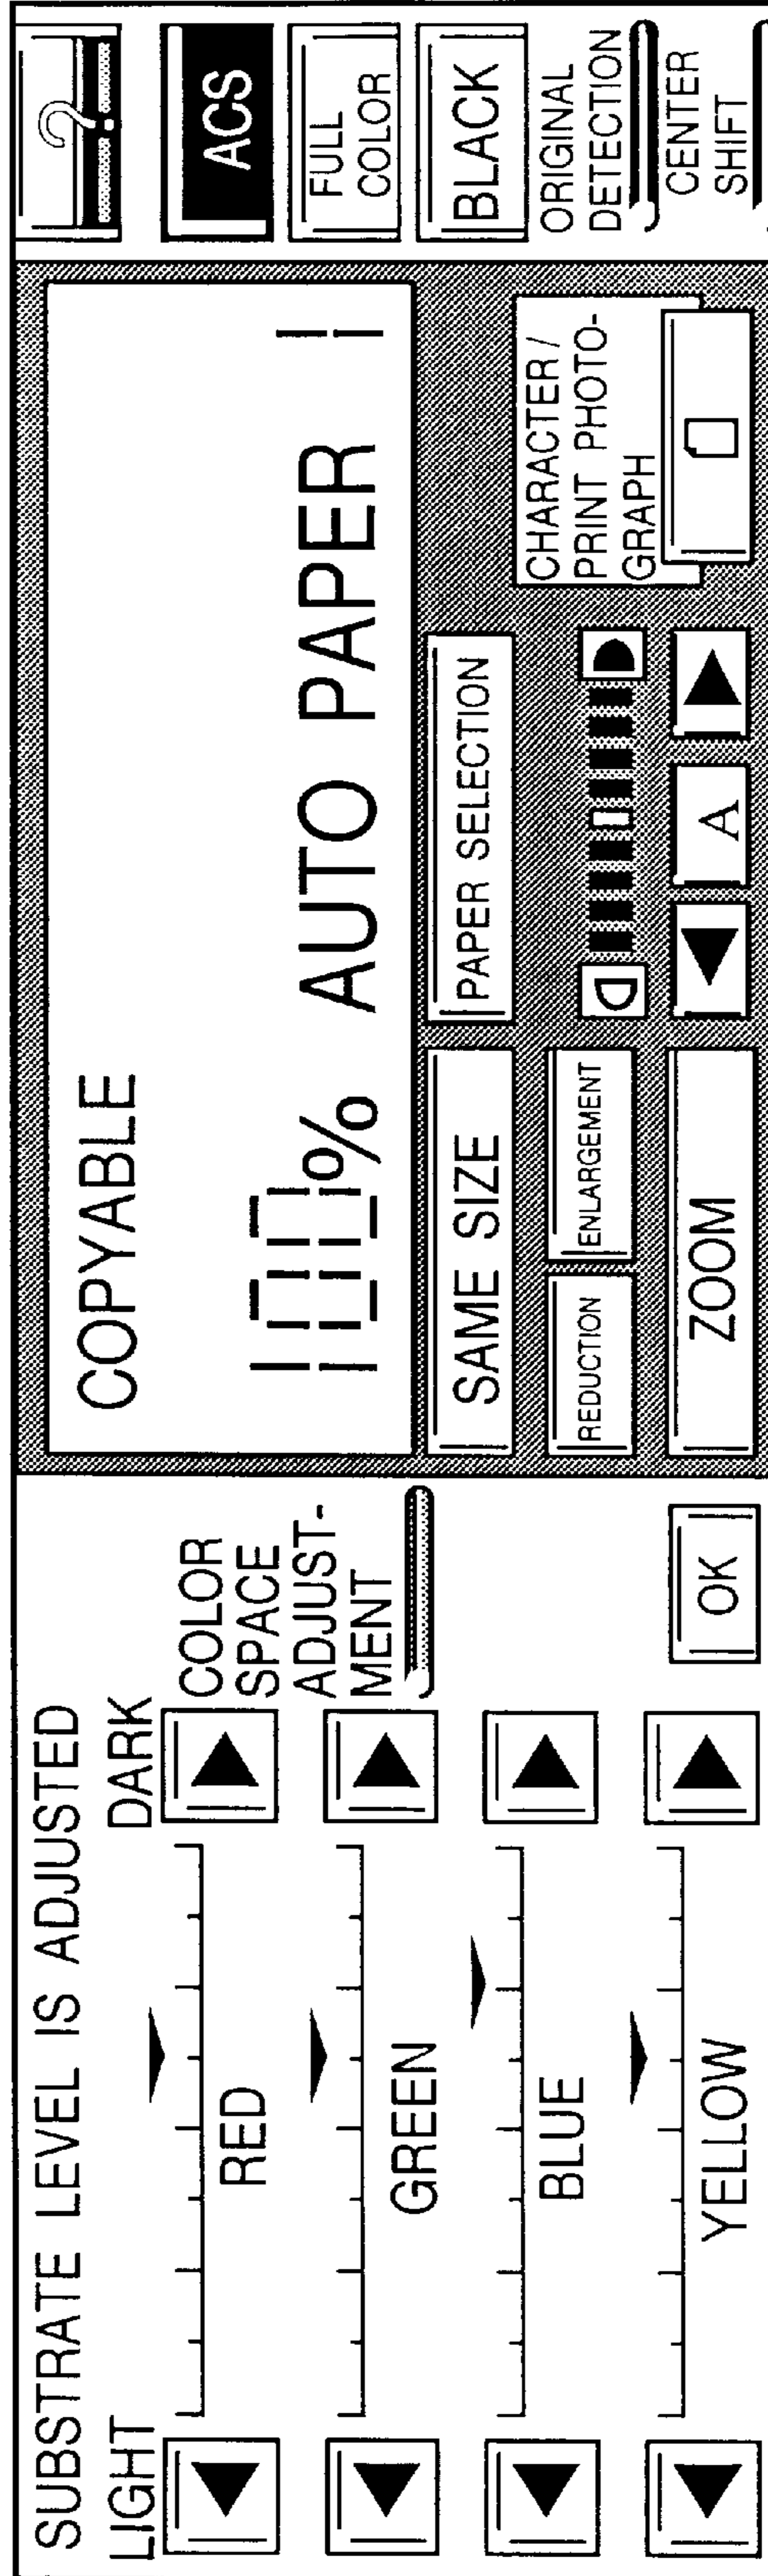 SUBSTRATE LEVEL IS ADJUSTED
LIGHT
DARK
RED
GREEN
BLUE
YELLOW
COLOR
SPACE
ADJUST-
MENT
OK
COPYABLE
100% AUTO PAPER 1
SAME SIZE
PAPER SELECTION
REDUCTION
ENLARGEMENT
ZOOM
A
CHARACTER/
PRINT PHOTO-
GRAPH
?
ACS
FULL
COLOR
BLACK
ORIGINAL
DETECTION
CENTER
SHIFT